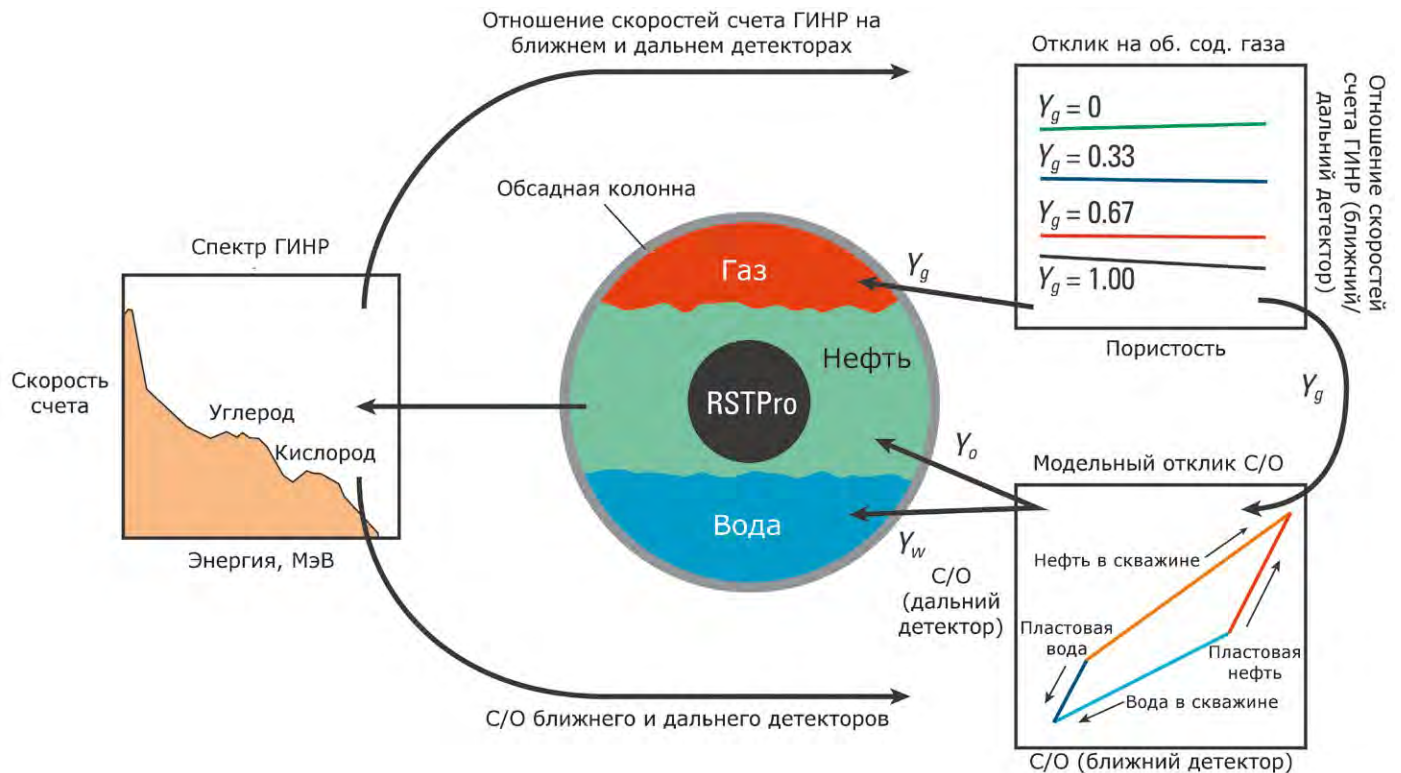 Отношение скоростей счета ГИНР на
ближнем и дальнем детекторах
Отклик на об. сод. газа
Y_g = 0
Y_g = 0.33
Y_g = 0.67
Y_g = 1.00
Отношение скоростей
счета ГИНР (ближний/
дальний детектор)
Пористость
Обсадная колонна
Спектр ГИНР
Скорость
счета
Углерод
Кислород
Энергия, МэВ
Газ
Нефть
RSTPro
Вода
Y_g
Y_g
Y_o
Y_w
Модельный отклик С/О
С/О
(дальний
детектор)
Нефть в скважине
Пластовая
вода
Пластовая
нефть
Вода в скважине
С/О (ближний детектор)
С/О ближнего и дальнего детекторов